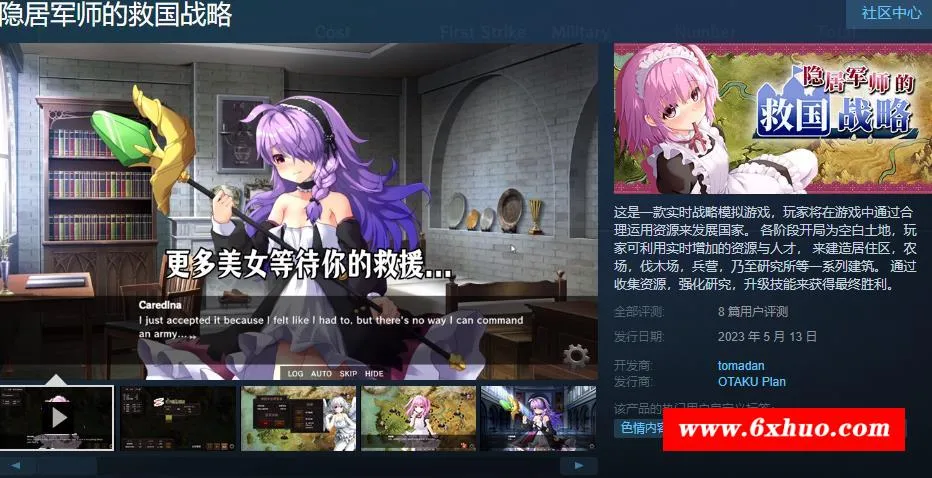 隐居军师的救国战略
社区中心
Cost First Strike Military Number Total
隐居军师的
救国战略
更多美女等待你的救援...
Caredina
I just accepted it because I felt like I had to, but there's no way I can command
an army...
LOG AUTO SKIP HIDE
这是一款实时战略模拟游戏，玩家将在游戏中通过合
理运用资源来发展国家。 各阶段开局为空白土地，玩
家可利用实时增加的资源与人才， 来建造居住区，农
场，伐木场，兵营，乃至研究所等一系列建筑。 通过
收集资源，强化研究，升级技能来获得最终胜利。
全部评测: 8 篇用户评测
发行日期: 2023 年 5 月 13 日
开发商: tomadan
发行商: OTAKU Plan
该产品的热门用户自定义标签:
色情内容
www.6xhuo.com